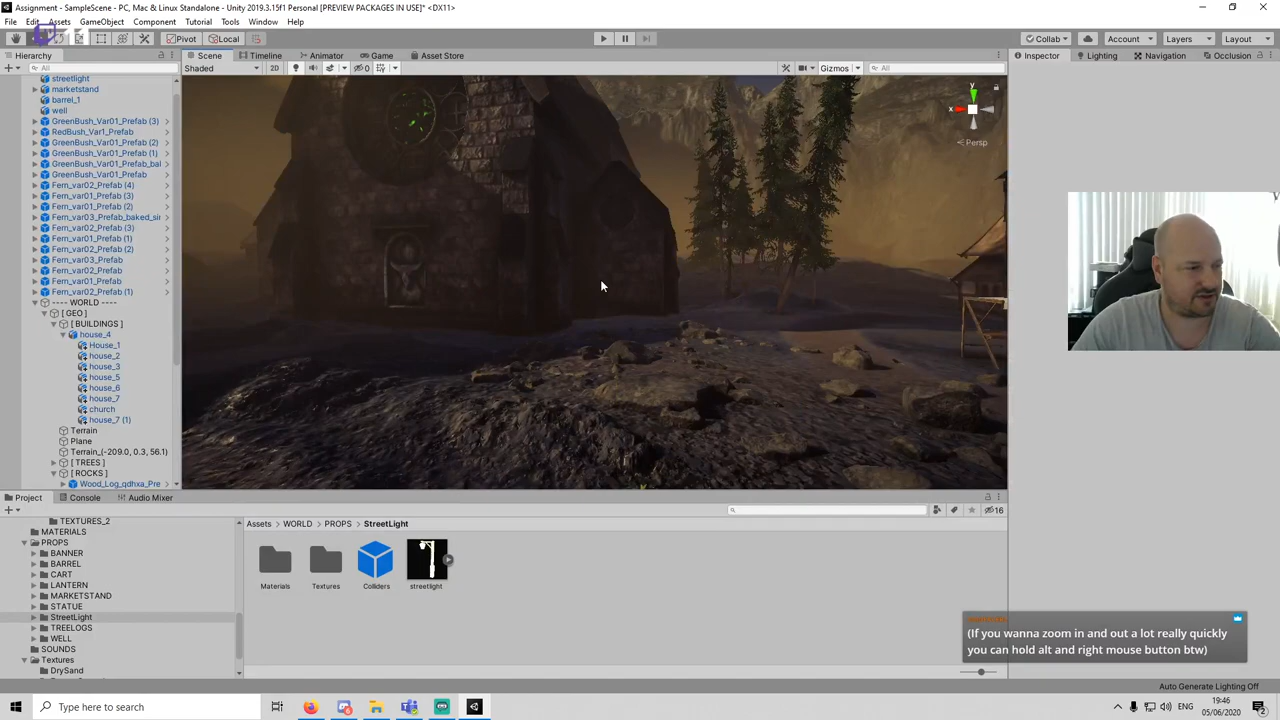 Assignment - SampleScene - PC, Mac & Linux Standalone - Unity 2019.3.15f1 Personal [PREVIEW PACKAGES IN USE]* <DX11>
File Edit Assets GameObject Component Tutorial Tools Window Help
Pivot Local Collab Account Layers Layout
Hierarchy Scene Timeline Animator Game Asset Store Inspector Lighting Navigation Occlusion
All Shaded 2D 0 Gizmos All
streetlight
marketstand
barrel_1
well
GreenBush_Var01_Prefab (3)
RedBush_Var1_Prefab
GreenBush_Var01_Prefab (2)
GreenBush_Var01_Prefab (1)
GreenBush_Var01_Prefab_bal
GreenBush_Var01_Prefab
Fern_var02_Prefab (4)
Fern_var01_Prefab (3)
Fern_var01_Prefab (2)
Fern_var03_Prefab_baked_si
Fern_var02_Prefab (3)
Fern_var01_Prefab (1)
Fern_var02_Prefab (2)
Fern_var03_Prefab
Fern_var02_Prefab
Fern_var01_Prefab
Fern_var02_Prefab (1)
---- WORLD ----
[ GEO ]
[ BUILDINGS ]
house_4
House_1
house_2
house_3
house_5
house_6
house_7
church
house_7 (1)
Terrain
Plane
Terrain_(-209.0, 0.3, 56.1)
[ TREES ]
[ ROCKS ]
Wood_Log_qdhxa_Pre
y
x
Persp
Project Console Audio Mixer
16
TEXTURES_2
MATERIALS
PROPS
BANNER
BARREL
CART
LANTERN
MARKETSTAND
STATUE
StreetLight
TREELOGS
WELL
SOUNDS
Textures
DrySand
Assets > WORLD > PROPS > StreetLight
Materials Textures Colliders streetlight
(If you wanna zoom in and out a lot really quickly
you can hold alt and right mouse button btw)
Auto Generate Lighting Off
Type here to search
ENG
19:46
05/06/2020
2